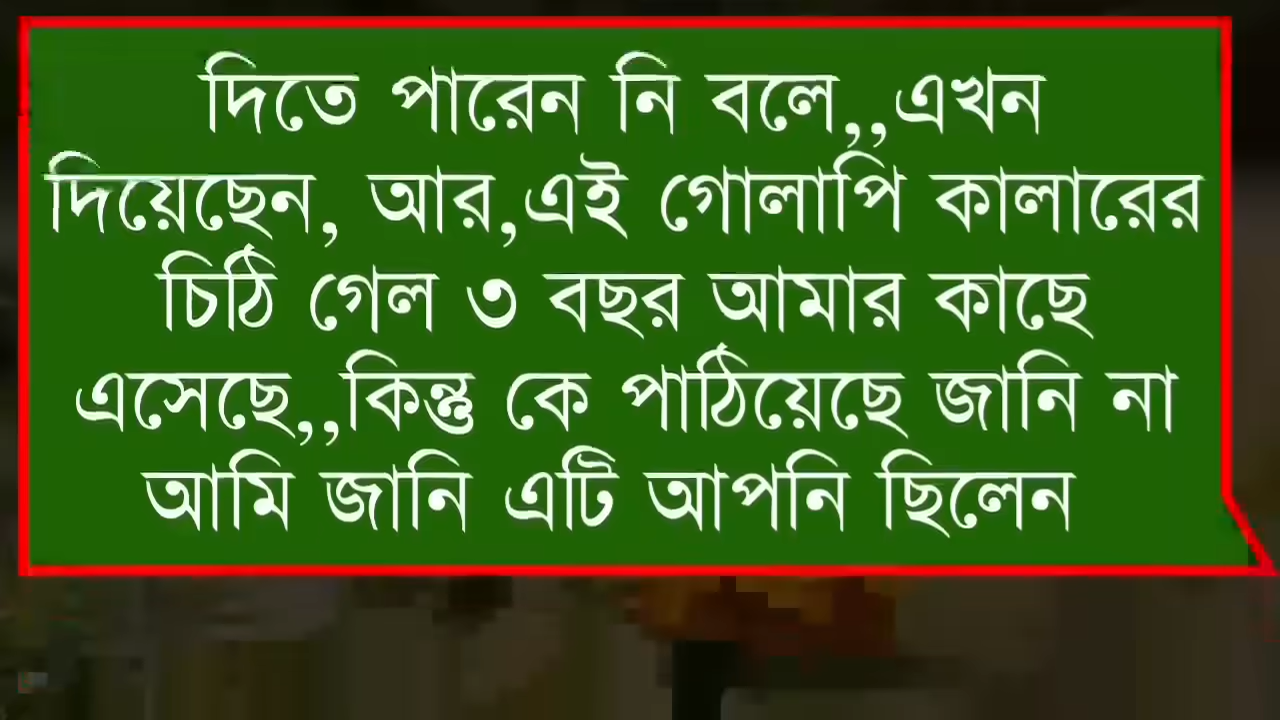 দিতে পারেন নি বলে,,এখন
দিয়েছেন, আর,এই গোলাপি কালারের
চিঠি গেল ৩ বছর আমার কাছে
এসেছে,,কিন্তু কে পাঠিয়েছে জানি না
আমি জানি এটি আপনি ছিলেন